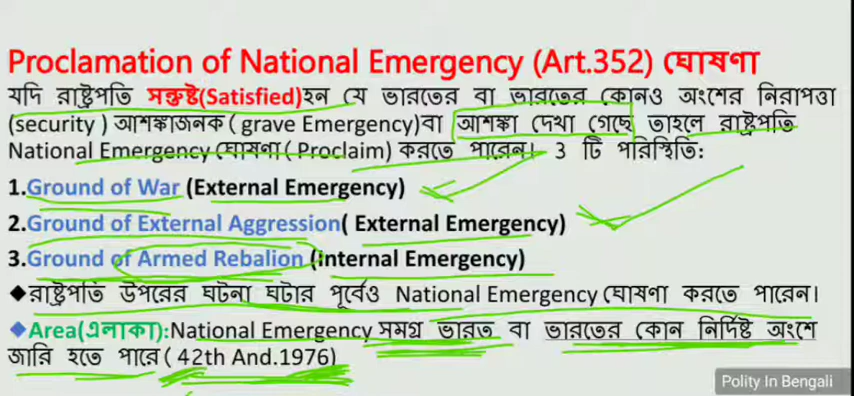 Proclamation of National Emergency (Art.352) ঘোষণা
যদি রাষ্ট্রপতি সন্তুষ্ট(Satisfied)হন যে ভারতের বা ভারতের কোনও অংশের নিরাপত্তা
(security ) আশঙ্কাজনক( grave Emergency)বা আশঙ্কা দেখা গেছে তাহলে রাষ্ট্রপতি
National Emergency ঘোষণা( Proclaim) করতে পারেন। 3 টি পরিস্থিতি:
1.Ground of War (External Emergency)
2.Ground of External Aggression( External Emergency)
3.Ground of Armed Rebalion (internal Emergency)
◆রাষ্ট্রপতি উপরের ঘটনা ঘটার পূর্বেও National Emergency ঘোষণা করতে পারেন।
◆Area(এলাকা):National Emergency সমগ্র ভারত বা ভারতের কোন নির্দিষ্ট অংশে
জারি হতে পারে ( 42th And.1976)
Polity In Bengali